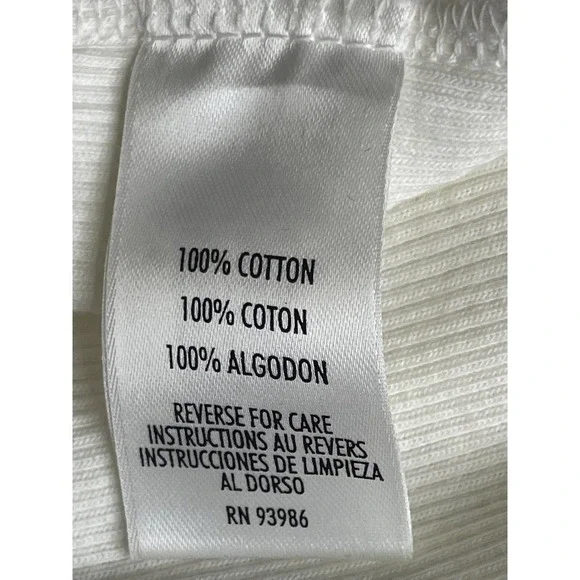 100% COTTON
100% COTON
100% ALGODON
REVERSE FOR CARE
INSTRUCTIONS AU REVERS
INSTRUCCIONES DE LIMPIEZA
AL DORSO
RN 93986